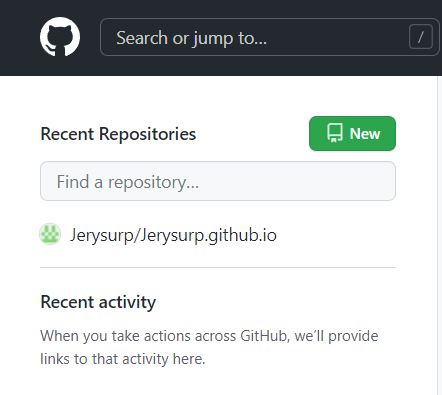 Search or jump to...
/
Recent Repositories
New
Find a repository...
Jerysurp/Jerysurp.github.io
Recent activity
When you take actions across GitHub, we'll provide
links to that activity here.